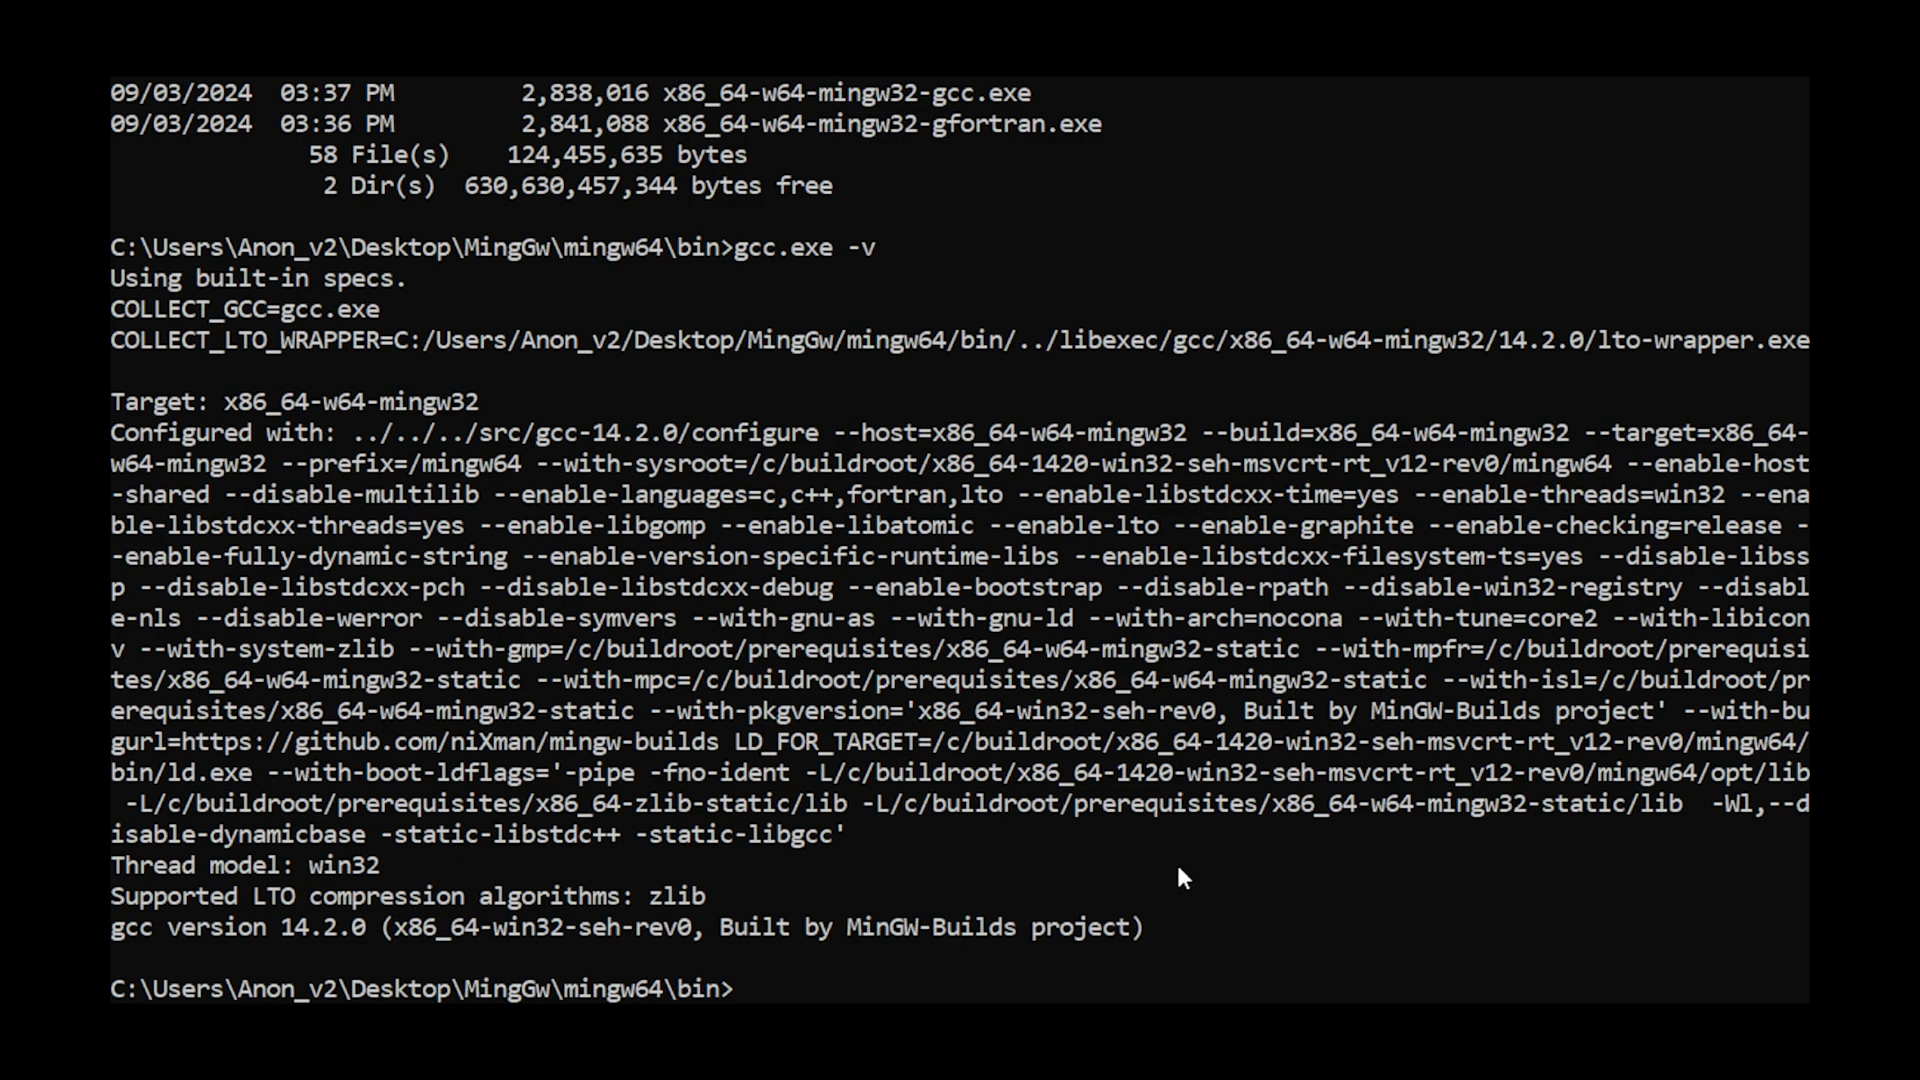 09/03/2024  03:37 PM         2,838,016 x86_64-w64-mingw32-gcc.exe
09/03/2024  03:36 PM         2,841,088 x86_64-w64-mingw32-gfortran.exe
              58 File(s)    124,455,635 bytes
               2 Dir(s)  630,630,457,344 bytes free
C:\Users\Anon_v2\Desktop\MingGw\mingw64\bin>gcc.exe -v
Using built-in specs.
COLLECT_GCC=gcc.exe
COLLECT_LTO_WRAPPER=C:/Users/Anon_v2/Desktop/MingGw/mingw64/bin/../libexec/gcc/x86_64-w64-mingw32/14.2.0/lto-wrapper.exe
Target: x86_64-w64-mingw32
Configured with: ../../../src/gcc-14.2.0/configure --host=x86_64-w64-mingw32 --build=x86_64-w64-mingw32 --target=x86_64-
w64-mingw32 --prefix=/mingw64 --with-sysroot=/c/buildroot/x86_64-1420-win32-seh-msvcrt-rt_v12-rev0/mingw64 --enable-host
-shared --disable-multilib --enable-languages=c,c++,fortran,lto --enable-libstdcxx-time=yes --enable-threads=win32 --ena
ble-libstdcxx-threads=yes --enable-libgomp --enable-libatomic --enable-lto --enable-graphite --enable-checking=release -
-enable-fully-dynamic-string --enable-version-specific-runtime-libs --enable-libstdcxx-filesystem-ts=yes --disable-libss
p --disable-libstdcxx-pch --disable-libstdcxx-debug --enable-bootstrap --disable-rpath --disable-win32-registry --disabl
e-nls --disable-werror --disable-symvers --with-gnu-as --with-gnu-ld --with-arch=nocona --with-tune=core2 --with-libicon
v --with-system-zlib --with-gmp=/c/buildroot/prerequisites/x86_64-w64-mingw32-static --with-mpfr=/c/buildroot/prerequisi
tes/x86_64-w64-mingw32-static --with-mpc=/c/buildroot/prerequisites/x86_64-w64-mingw32-static --with-isl=/c/buildroot/pr
erequisites/x86_64-w64-mingw32-static --with-pkgversion='x86_64-win32-seh-rev0, Built by MinGW-Builds project' --with-bu
gurl=https://github.com/niXman/mingw-builds LD_FOR_TARGET=/c/buildroot/x86_64-1420-win32-seh-msvcrt-rt_v12-rev0/mingw64/
bin/ld.exe --with-boot-ldflags='-pipe -fno-ident -L/c/buildroot/x86_64-1420-win32-seh-msvcrt-rt_v12-rev0/mingw64/opt/lib
 -L/c/buildroot/prerequisites/x86_64-zlib-static/lib -L/c/buildroot/prerequisites/x86_64-w64-mingw32-static/lib  -Wl,--d
isable-dynamicbase -static-libstdc++ -static-libgcc'
Thread model: win32
Supported LTO compression algorithms: zlib
gcc version 14.2.0 (x86_64-win32-seh-rev0, Built by MinGW-Builds project)
C:\Users\Anon_v2\Desktop\MingGw\mingw64\bin>